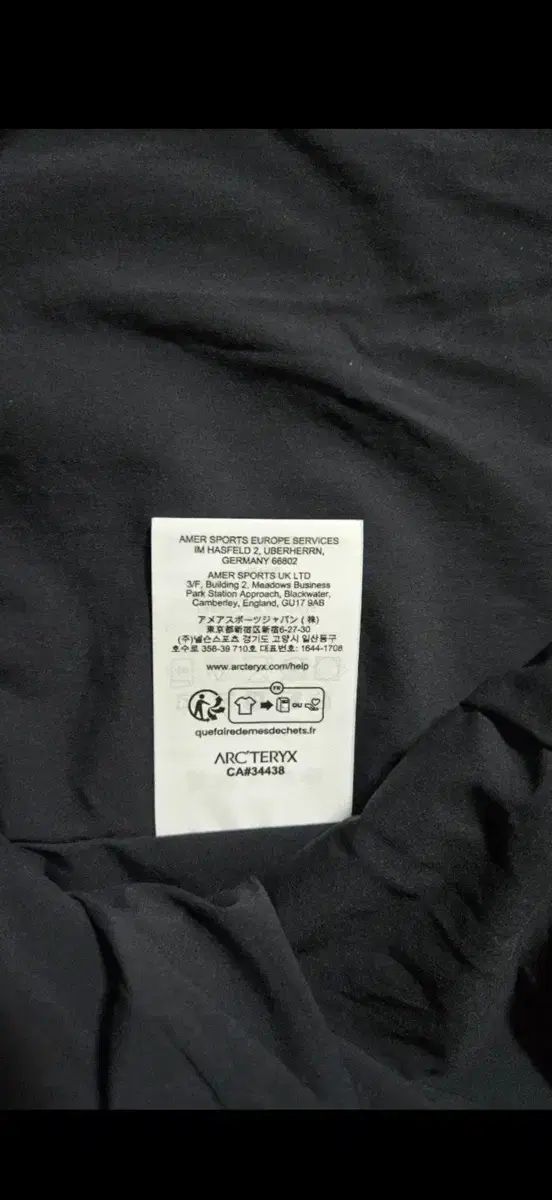 AMER SPORTS EUROPE SERVICES
IM HASFELD 2, UBERHERRN,
GERMANY 66802
AMER SPORTS UK LTD
3/F, Building 2, Meadows Business
Park Station Approach, Blackwater,
Camberley, England, GU17 9AB
アメアスポーツジャパン (株)
東京都新宿区新宿6-27-30
(주)넬슨스포츠 경기도 고양시 일산동구
호수로 358-39 710호 대표번호: 1644-1708
www.arcteryx.com/help
FR
OU
quefairedemesdechets.fr
ARC'TERYX
CA#34438